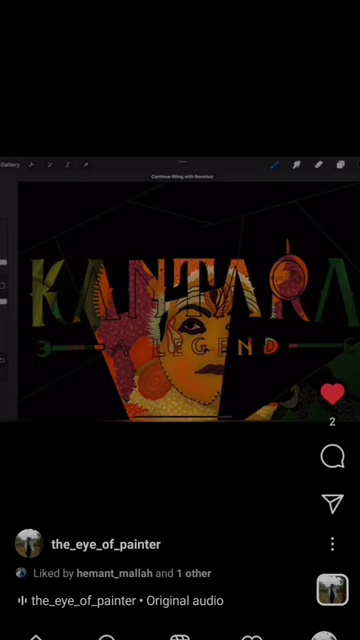 Gallery
Continue filling with Recolour
KANTARA
A LEGEND
2
the_eye_of_painter
Liked by hemant_mallah and 1 other
the_eye_of_painter • Original audio